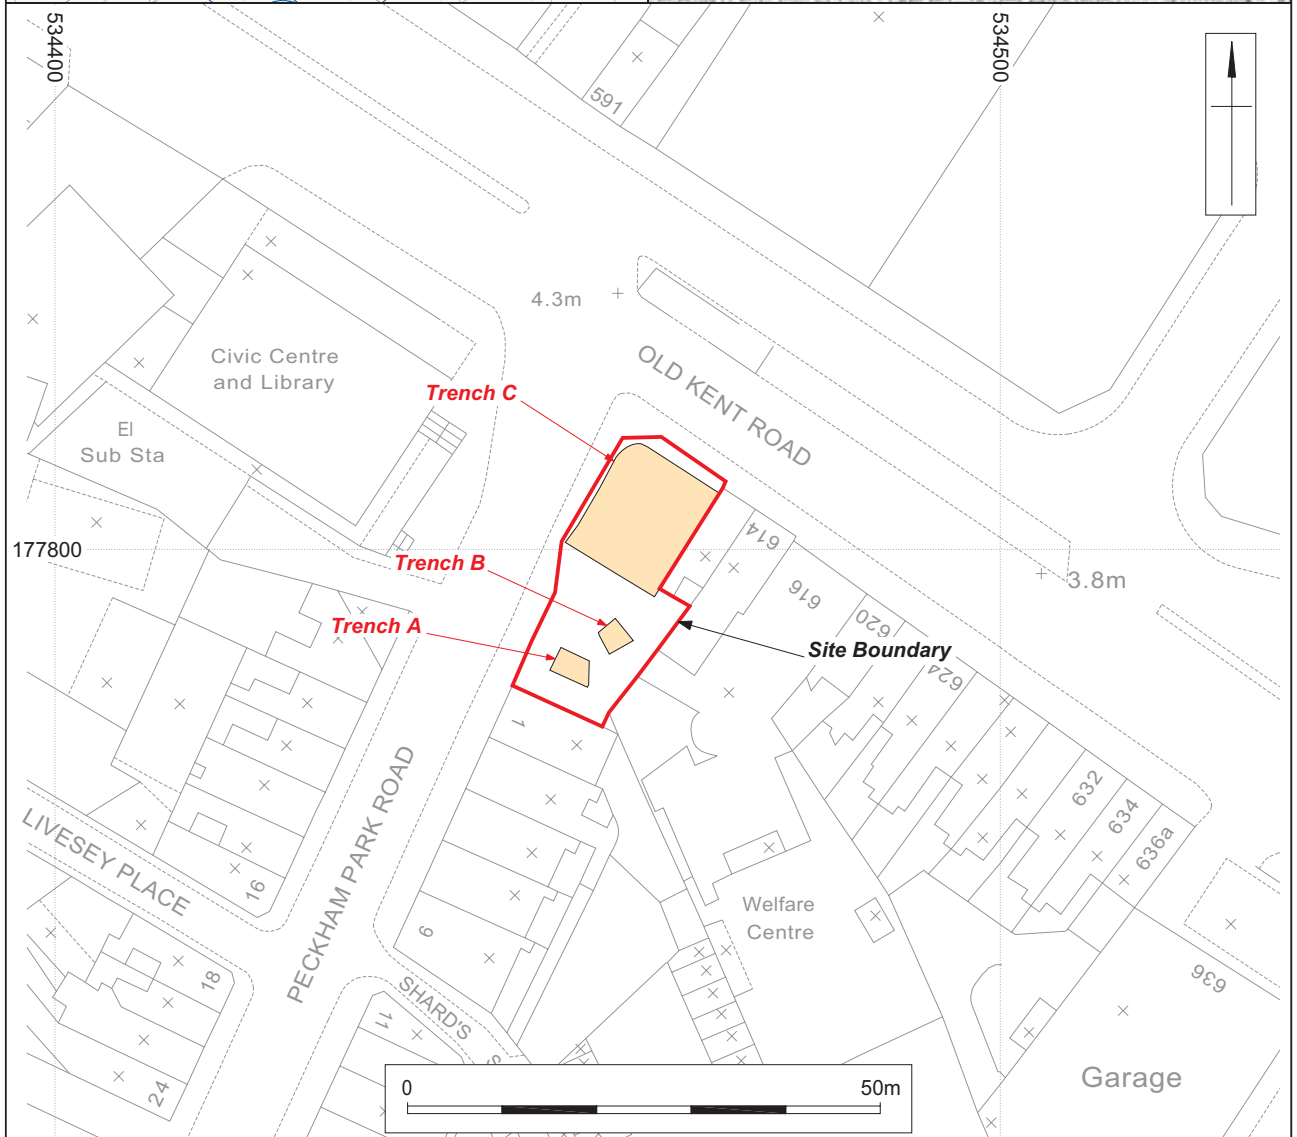 534400
534500
591
4.3m
Civic Centre
and Library
OLD KENT ROAD
Trench C
El
Sub Sta
177800
Trench B
614
3.8m
616
Trench A
620
Site Boundary
624
1
PECKHAM PARK ROAD
632
634
636a
LIVESEY PLACE
16
Welfare
Centre
6
18
636
SHARD'S
11
24
Garage
0
50m